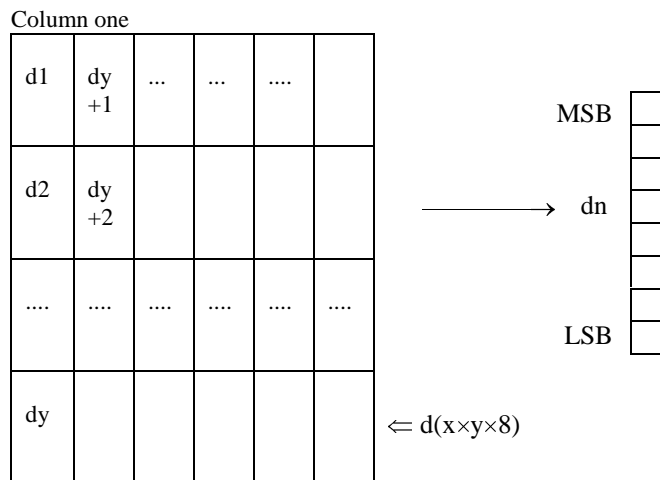 Column one
d1 dy +1 ... ... ....
d2 dy +2
.... .... .... .... .... ....
dy
MSB
dn
LSB
⇐ d(x×y×8)